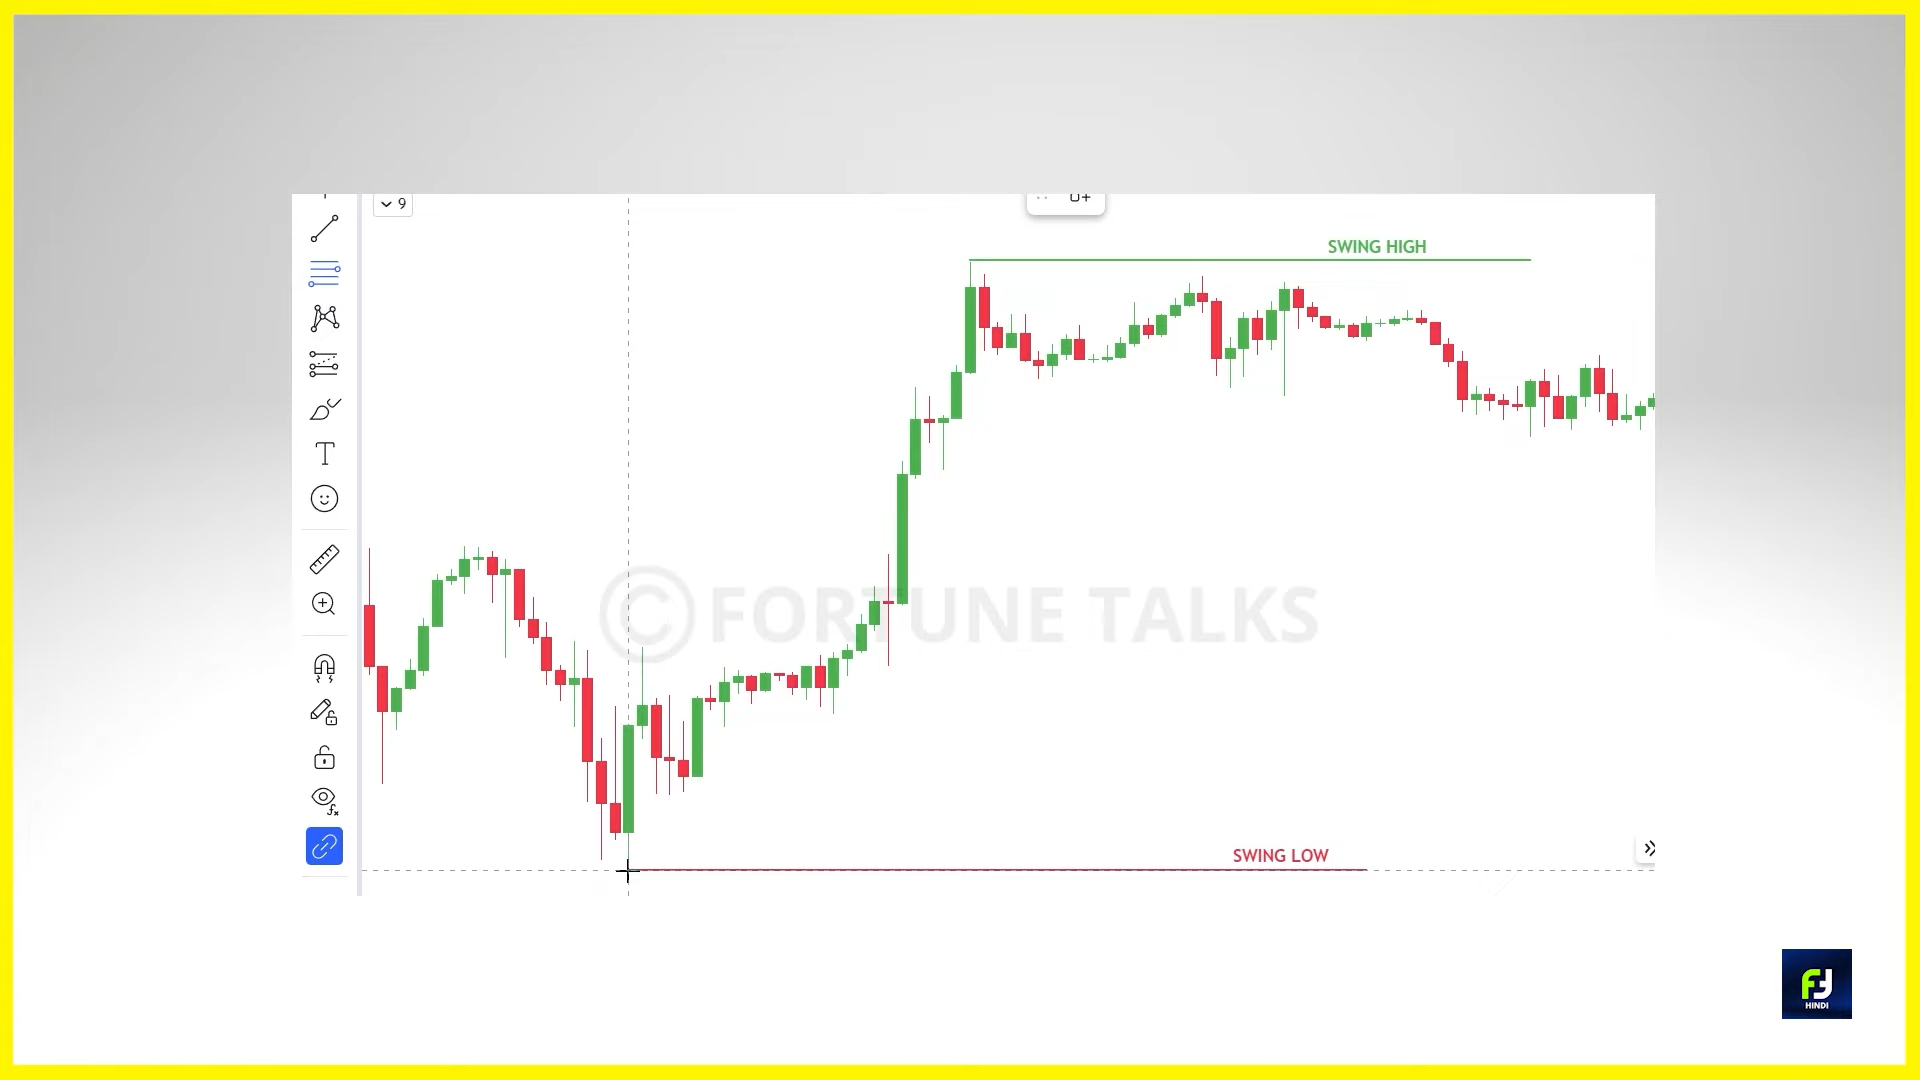 9
SWING HIGH
© FORTUNE TALKS
SWING LOW
HINDI